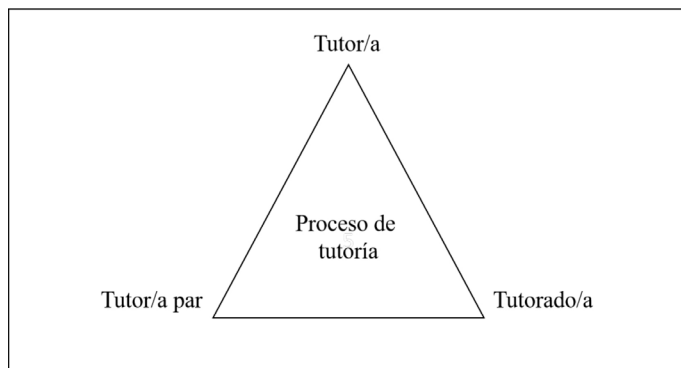 Tutor/a
Proceso de
tutoría
Tutor/a par
Tutorado/a